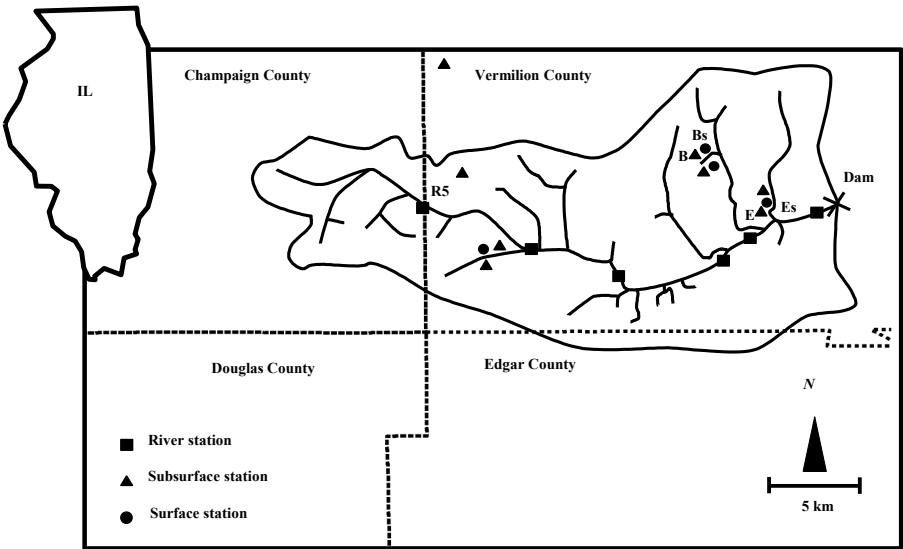 IL
Champaign County
Vermilion County
Bs
B
Dam
R5
Es
E
Douglas County
Edgar County
N
River station
Subsurface station
Surface station
5 km